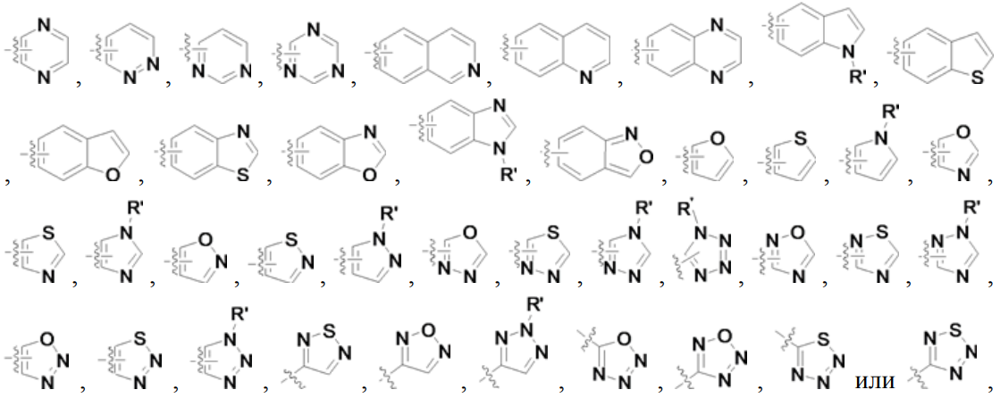 N N , N N , N N , N N N , N , N , N N , N R' , S
, O , N S , N O , N N R' , N O , O , S , R' N , O N ,
S N , R' N N , O N , S N , R' N N , O N N , S N N , R' N N N , R* N N N N , N O N , N S N , R' N N N ,
O N N , S N N , R' N N N , N S N , N O N , R' N N N , O N N N , N O N N , S N N N или N S N N ,